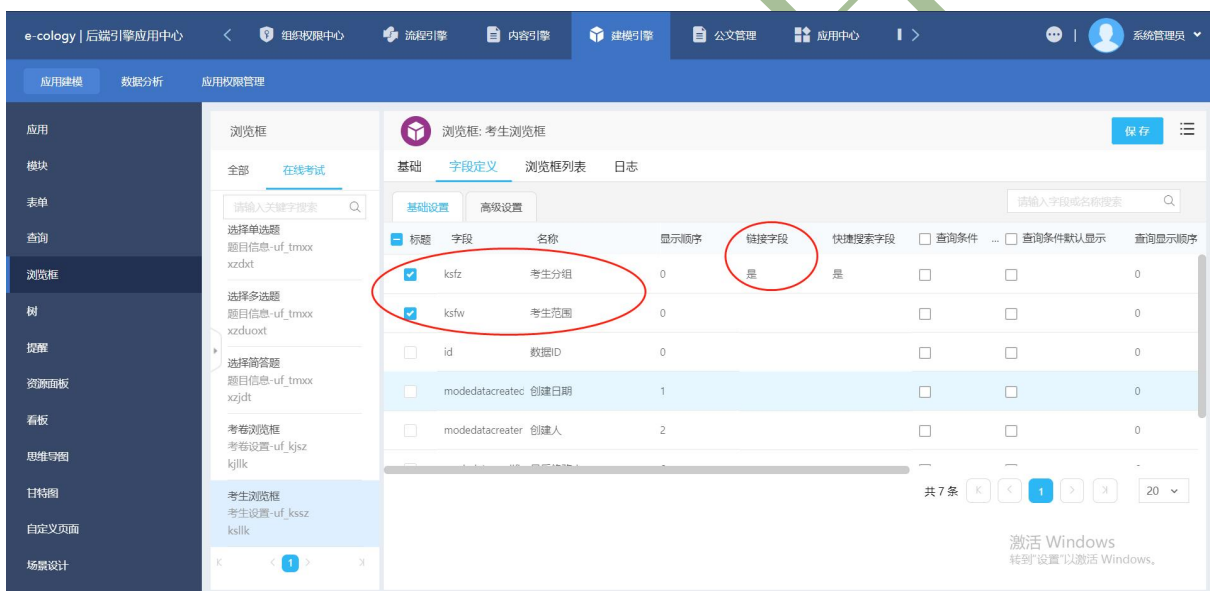 e-cology | 后端引擎应用中心 组织权限中心 流程引擎 内容引擎 建模引擎 公文管理 应用中心 系统管理员
应用建模 数据分析 应用权限管理
应用
模块
表单
查询
浏览框
树
提醒
资源面板
看板
思维导图
甘特图
自定义页面
场景设计
浏览框
全部 在线考试
请输入关键字搜索
选择单选题
题目信息-uf_tmxx
xzdxt
选择多选题
题目信息-uf_tmxx
xzduoxt
选择简答题
题目信息-uf_tmxx
xzjdt
考卷浏览框
考卷设置-uf_kjsz
kjllk
考生浏览框
考生设置-uf_kssz
ksllk
1
浏览框: 考生浏览框 保存
基础 字段定义 浏览框列表 日志
基础设置 高级设置 请输入字段或名称搜索
标题 字段 名称 显示顺序 链接字段 快捷搜索字段 查询条件 ... 查询条件默认显示 查询显示顺序
ksfz 考生分组 0 是 是 0
ksfw 考生范围 0 0
id 数据ID 0 0
modedatacreated 创建日期 1 0
modedatacreater 创建人 2 0
共7条 1 20
激活 Windows
转到"设置"以激活 Windows。